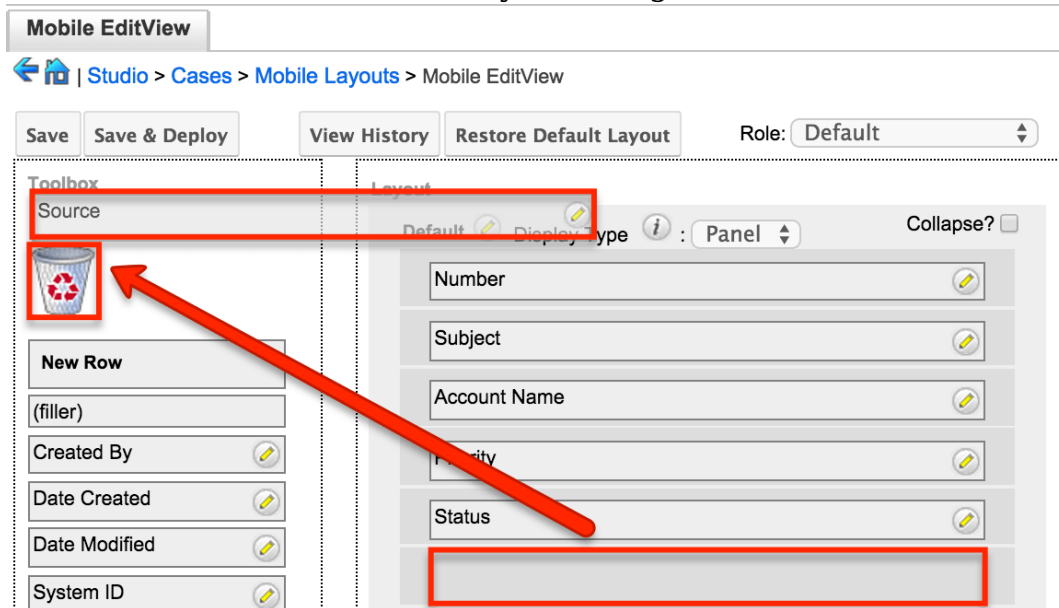 Mobile EditView
| Studio > Cases > Mobile Layouts > Mobile EditView
Save Save & Deploy View History Restore Default Layout Role: Default
Toolbox
Source
New Row
(filler)
Created By
Date Created
Date Modified
System ID
Layout
Default Display Type i : Panel Collapse?
Number
Subject
Account Name
Priority
Status